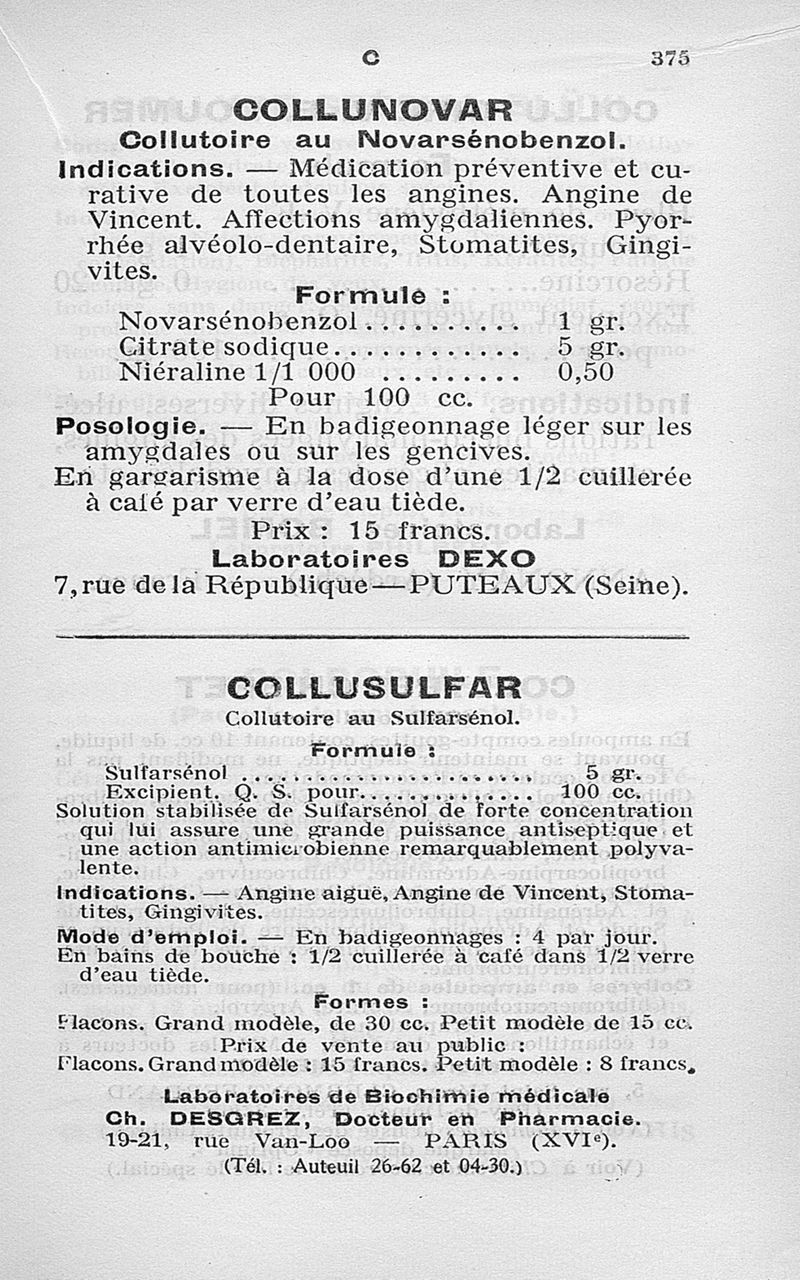 C 375
COLLUNOVAR
Collutoire au Novarsénobenzol.
Indications. — Médication préventive et cu-
rative de toutes les angines. Angine de
Vincent. Affections amygdaliennes. Pyor-
rhée alvéolo-dentaire, Stomatites, Gingi-
vites.
Formule :
Novarsénobenzol.......... 1 gr.
Citrate sodique............ 5 gr.
Niéraline 1/1 000 ......... 0,50
Pour 100 cc.
Posologie. — En badigeonnage léger sur les
amygdales ou sur les gencives.
En gargarisme à la dose d'une 1/2 cuillerée
à café par verre d'eau tiède.
Prix : 15 francs.
Laboratoires DEXO
7, rue de la République — PUTEAUX (Seine).
COLLUSULFAR
Collutoire au Sulfarsénol.
Formule :
Sulfarsénol .................... 5 gr.
Excipient. Q. S. pour............ 100 cc.
Solution stabilisée de Sulfarsénol de forte concentration
qui lui assure une grande puissance antiseptique et
une action antimicrobienne remarquablement polyva-
lente.
Indications. — Angine aiguë, Angine de Vincent, Stoma-
tites, Gingivites.
Mode d'emploi. — En badigeonnages : 4 par jour.
En bains de bouche : 1/2 cuillerée à café dans 1/2 verre
d'eau tiède.
Formes :
Flacons. Grand modèle, de 30 cc. Petit modèle de 15 cc.
Prix de vente au public :
Flacons. Grand modèle : 15 francs. Petit modèle : 8 francs.
Laboratoires de Biochimie médicale
Ch. DESGREZ, Docteur en Pharmacie.
19-21, rue Van-Loo — PARIS (XVIe).
(Tél. : Auteuil 26-62 et 04-30.)